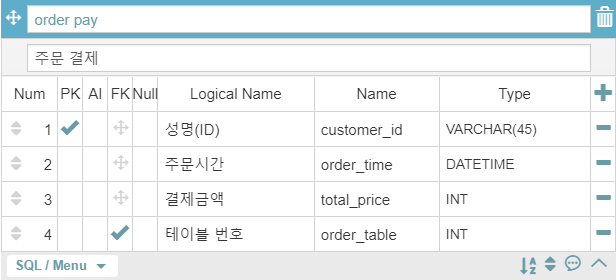 order pay
주문 결제
Num PK AI FK Null Logical Name Name Type
1 성명(ID) customer_id VARCHAR(45)
2 주문시간 order_time DATETIME
3 결제금액 total_price INT
4 테이블 번호 order_table INT
SQL / Menu